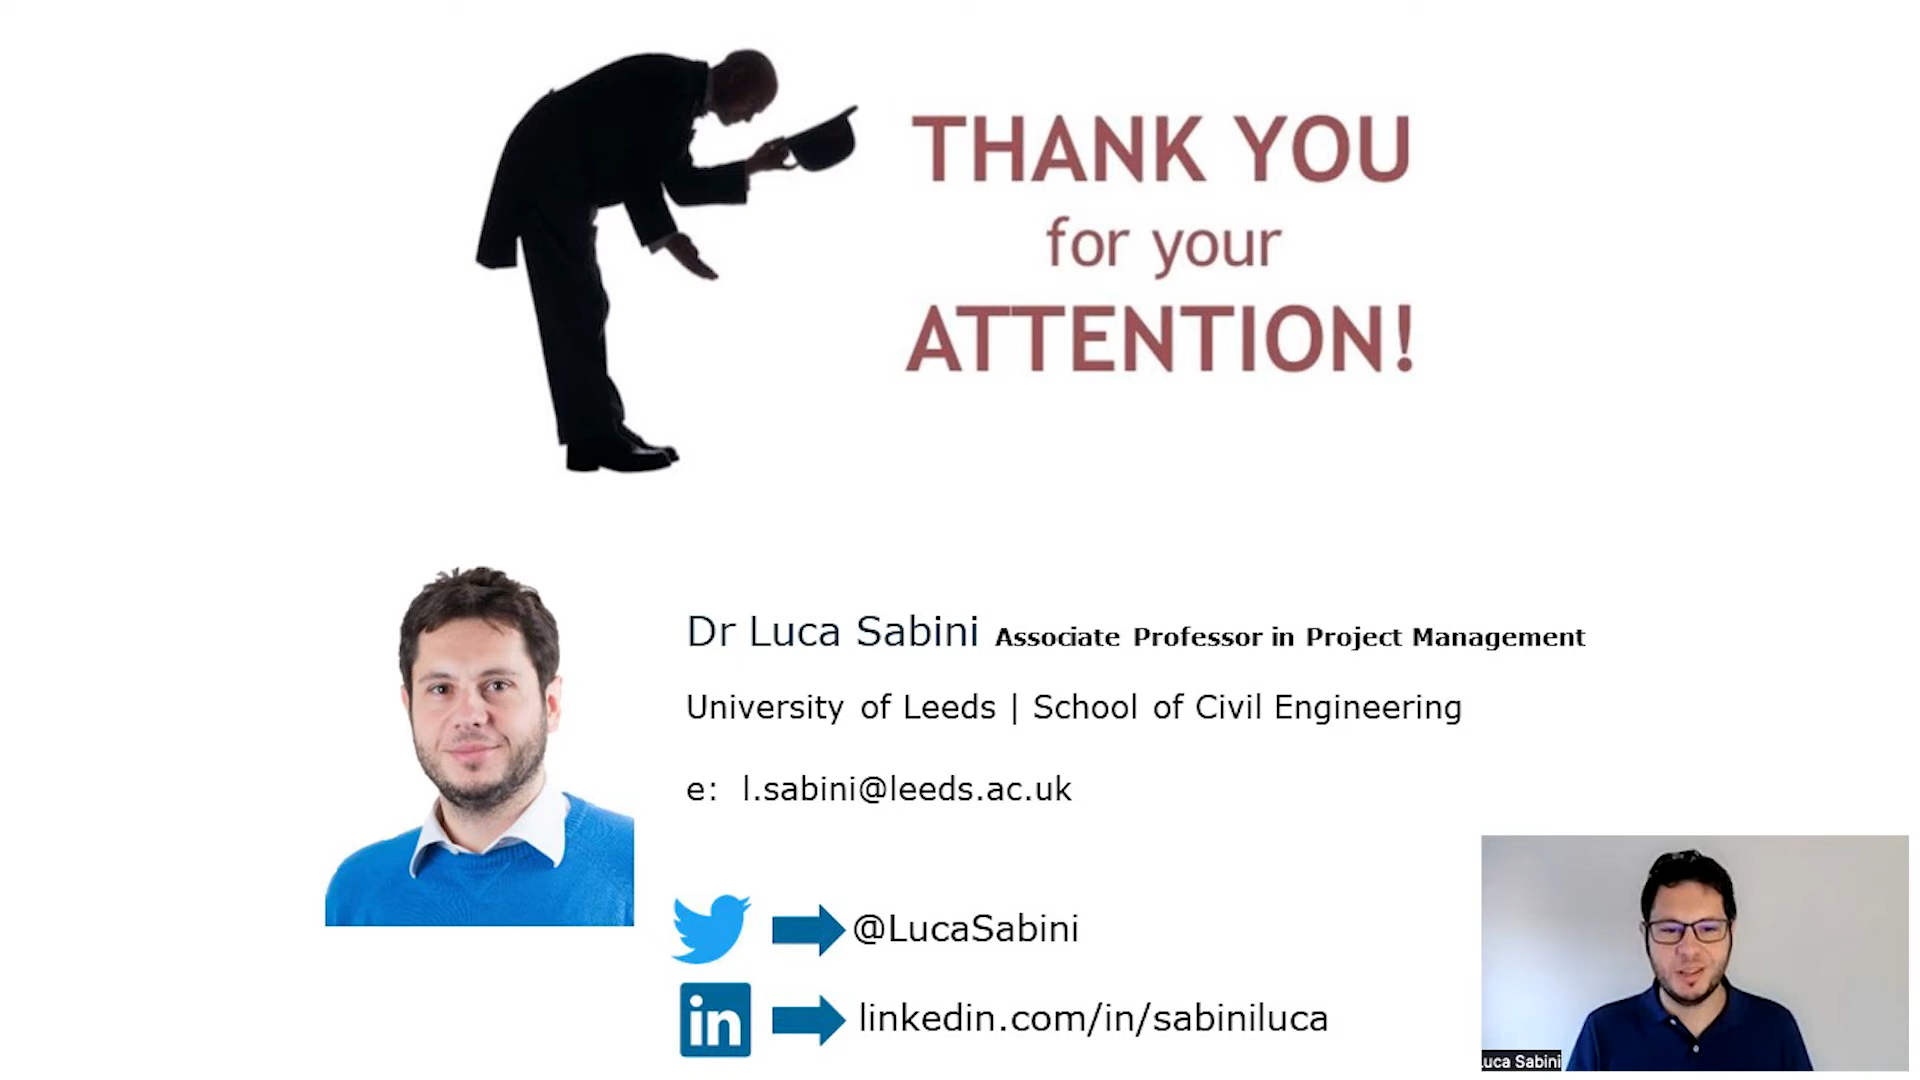 THANK YOU
for your
ATTENTION!
Dr Luca Sabini Associate Professor in Project Management
University of Leeds | School of Civil Engineering
e: l.sabini@leeds.ac.uk
@LucaSabini
in linkedin.com/in/sabiniluca
Luca Sabini